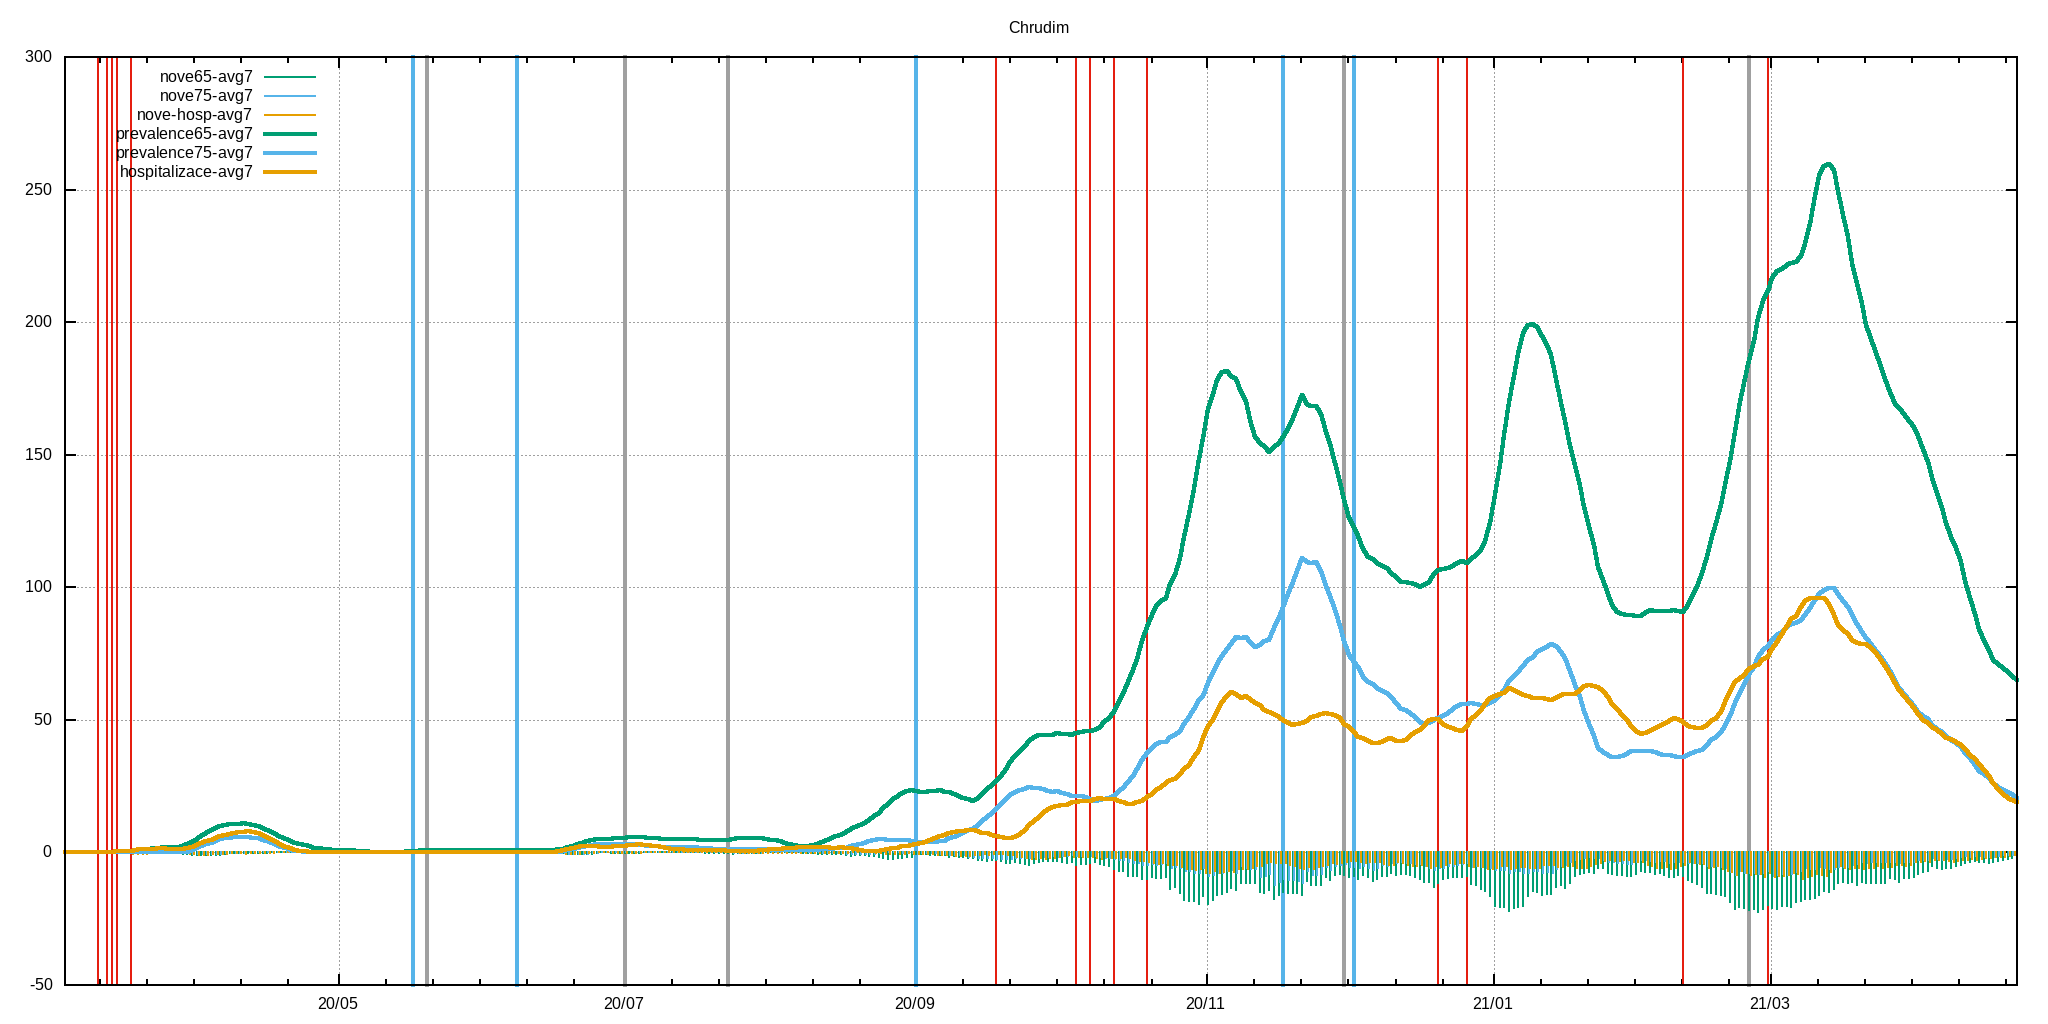 Chrudim
300
250
200
150
100
50
0
-50
nove65-avg7
nove75-avg7
nove-hosp-avg7
prevalence65-avg7
prevalence75-avg7
hospitalizace-avg7
20/05 20/07 20/09 20/11 21/01 21/03